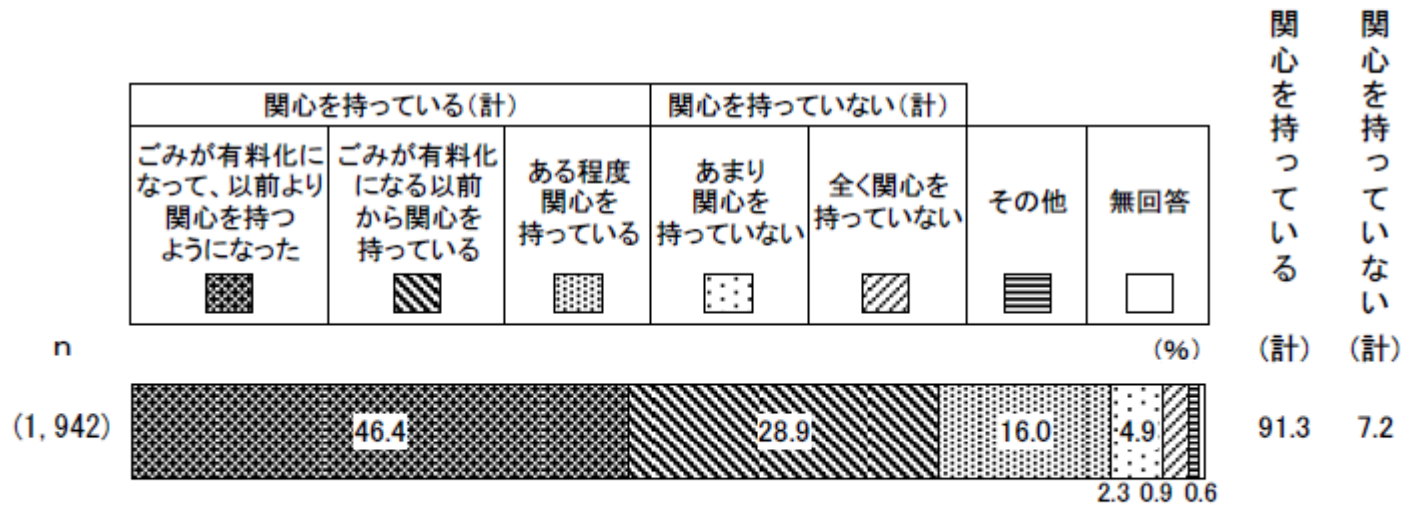 関心を持っている(計)
関心を持っていない(計)
ごみが有料化に
なって、以前より
関心を持つ
ようになった
ごみが有料化
になる以前
から関心を
持っている
ある程度
関心を
持っている
あまり
関心を
持っていない
全く関心を
持っていない
その他
無回答
関心を持っている
(計)
関心を持っていない
(計)
n
(%)
(1,942)
46.4
28.9
16.0
4.9
2.3
0.9
0.6
91.3
7.2